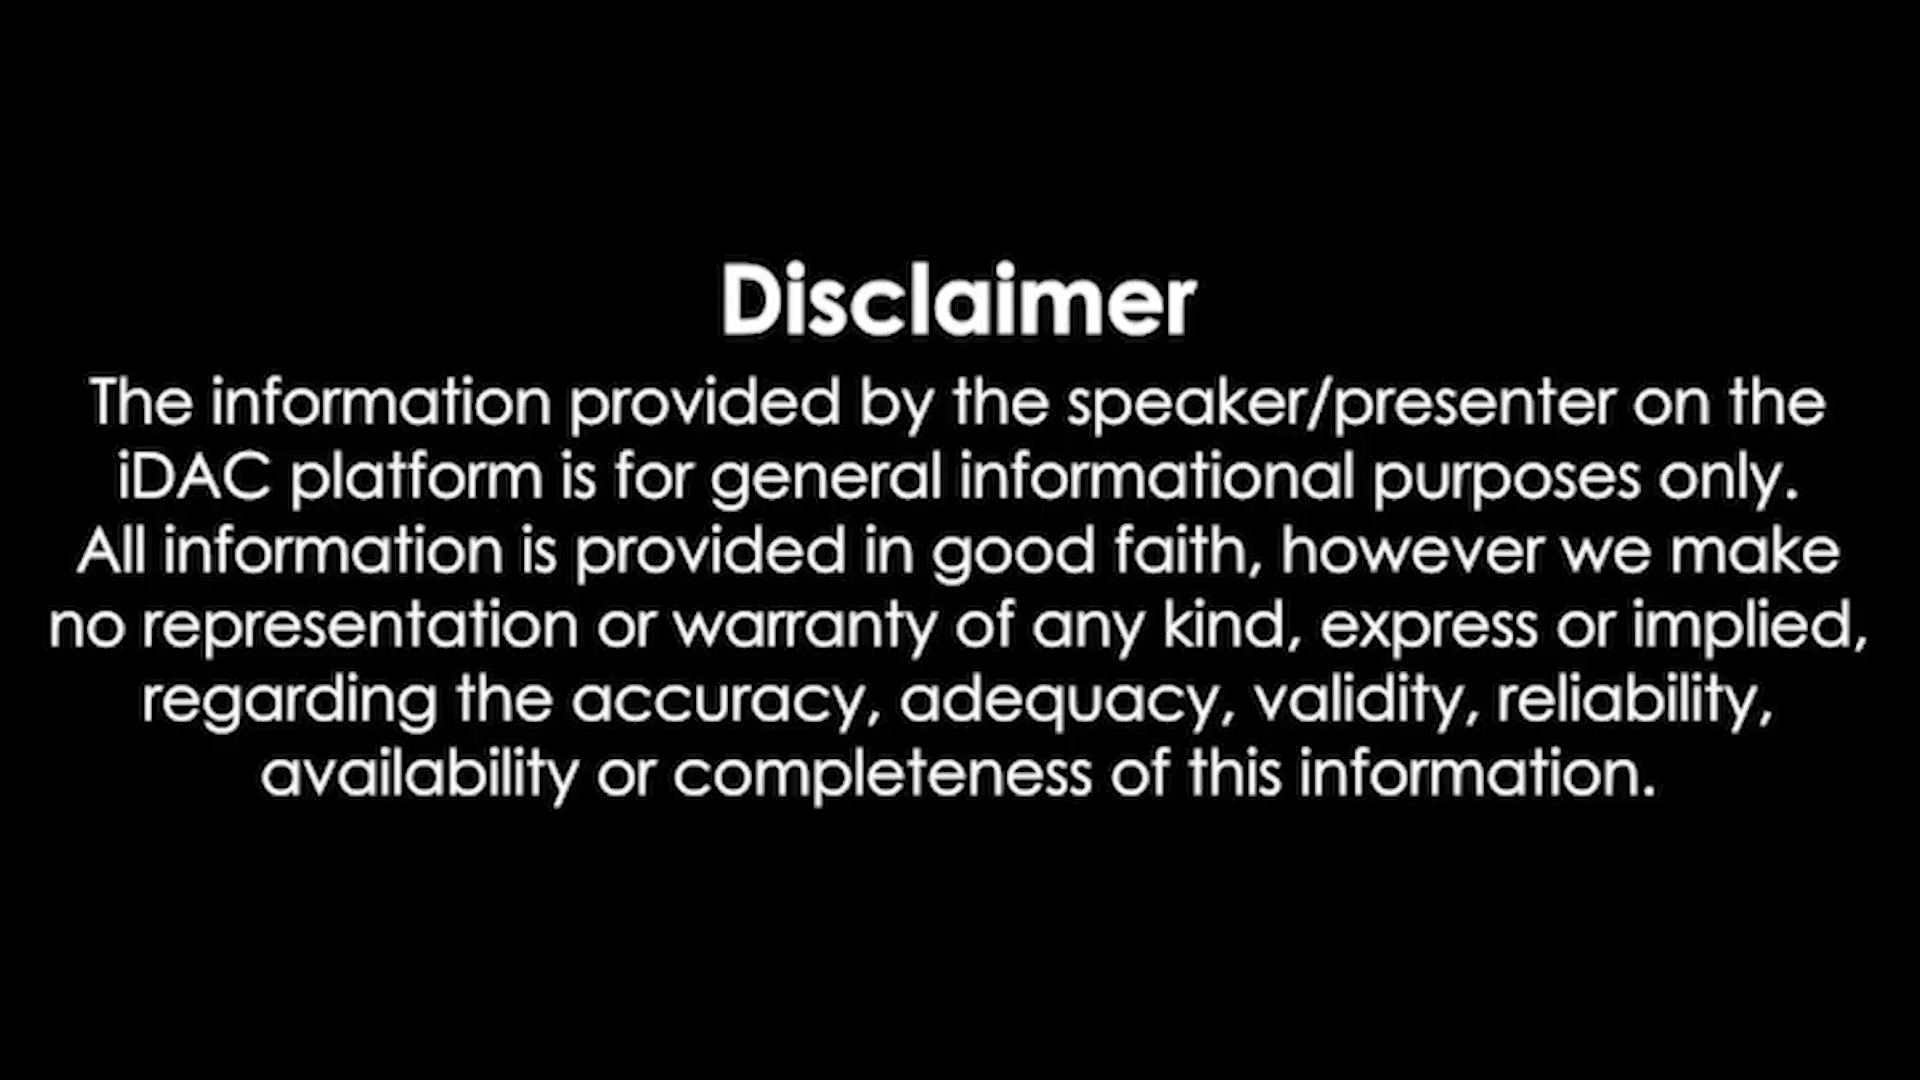 Disclaimer
The information provided by the speaker/presenter on the
iDAC platform is for general informational purposes only.
All information is provided in good faith, however we make
no representation or warranty of any kind, express or implied,
regarding the accuracy, adequacy, validity, reliability,
availability or completeness of this information.